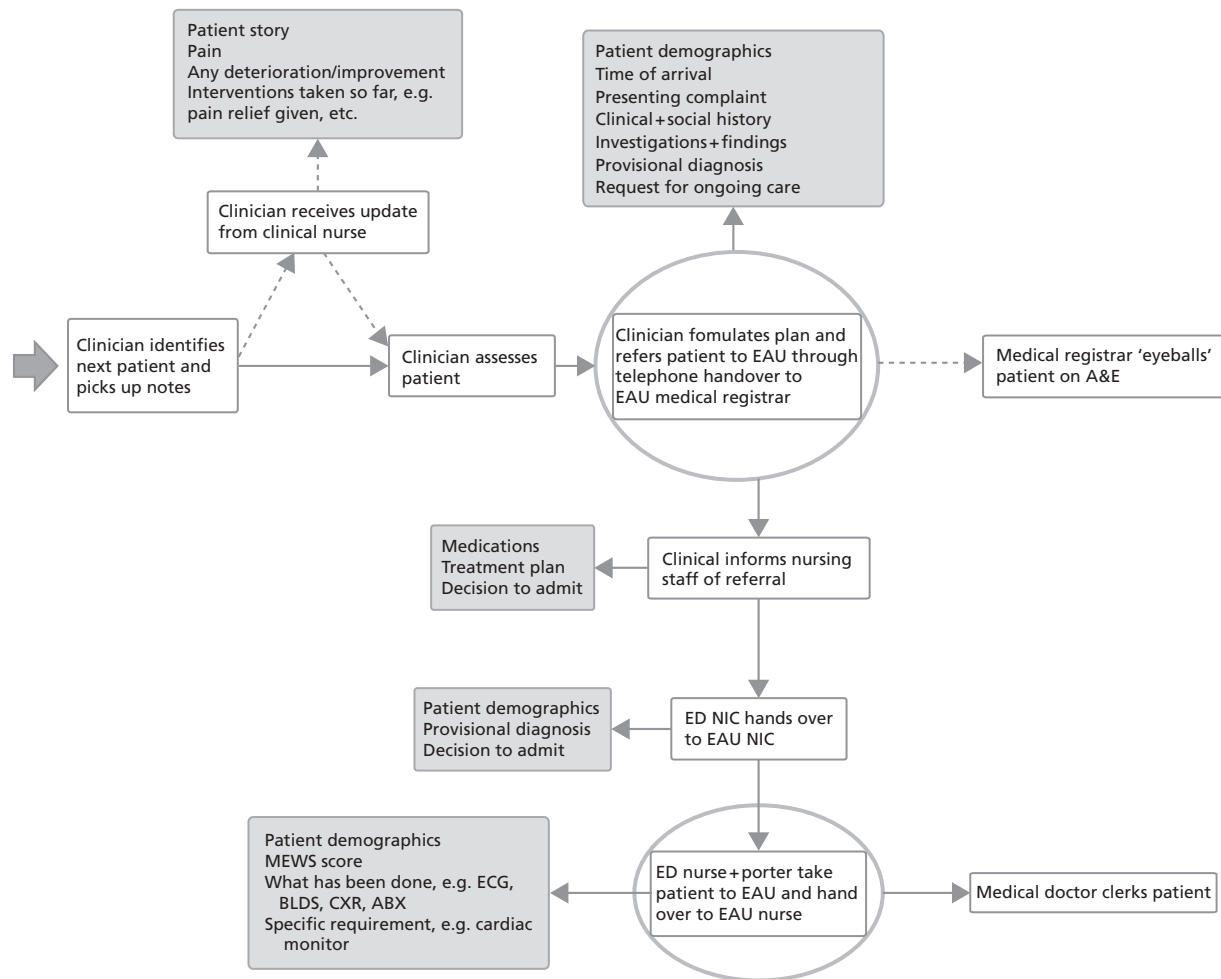 Patient story
Pain
Any deterioration/improvement
Interventions taken so far, e.g.
pain relief given, etc.
Patient demographics
Time of arrival
Presenting complaint
Clinical+social history
Investigations+findings
Provisional diagnosis
Request for ongoing care
Clinician receives update
from clinical nurse
Clinician identifies
next patient and
picks up notes
Clinician assesses
patient
Clinician fomulates plan and
refers patient to EAU through
telephone handover to
EAU medical registrar
Medical registrar ‘eyeballs’
patient on A&E
Medications
Treatment plan
Decision to admit
Clinical informs nursing
staff of referral
Patient demographics
Provisional diagnosis
Decision to admit
ED NIC hands over
to EAU NIC
Patient demographics
MEWS score
What has been done, e.g. ECG,
BLDS, CXR, ABX
Specific requirement, e.g. cardiac
monitor
ED nurse+porter take
patient to EAU and hand
over to EAU nurse
Medical doctor clerks patient